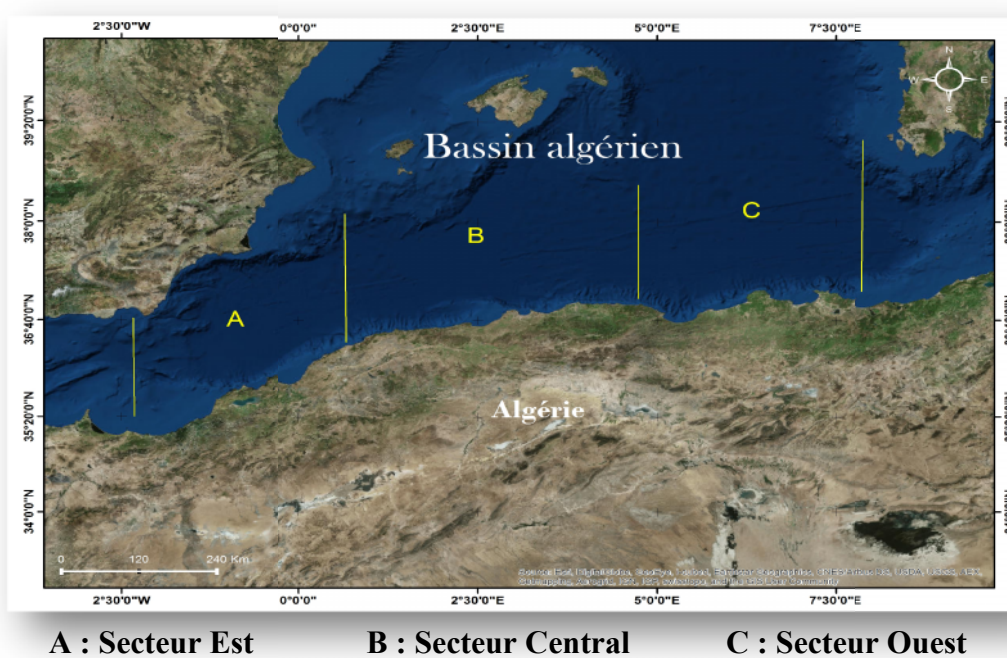 2°30'0"W 0°0'0" 2°30'0"E 5°0'0"E 7°30'0"E
N
W E
S
39°20'0"N
Bassin algérien
38°0'0"N
C
B
A
36°40'0"N
Algérie
35°20'0"N
34°0'0"N
0 120 240 Km
2°30'0"W 0°0'0" 2°30'0"E 5°0'0"E 7°30'0"E
A : Secteur Est B : Secteur Central C : Secteur Ouest